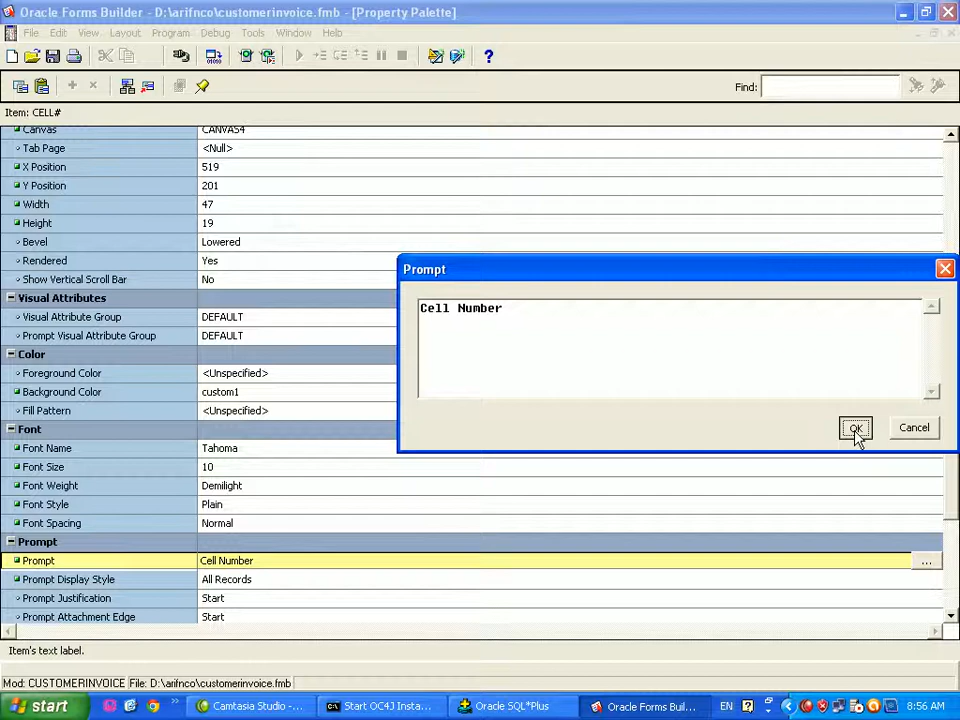 Oracle Forms Builder - D:\arifnco\customerinvoice.fmb - [Property Palette]
File Edit View Layout Program Debug Tools Window Help
Find:
Item: CELL#
Canvas CANVAS4
Tab Page <Null>
X Position 519
Y Position 201
Width 47
Height 19
Bevel Lowered
Rendered Yes
Show Vertical Scroll Bar No
Visual Attributes
Visual Attribute Group DEFAULT
Prompt Visual Attribute Group DEFAULT
Color
Foreground Color <Unspecified>
Background Color custom1
Fill Pattern <Unspecified>
Font
Font Name Tahoma
Font Size 10
Font Weight Demilight
Font Style Plain
Font Spacing Normal
Prompt
Prompt Cell Number ...
Prompt Display Style All Records
Prompt Justification Start
Prompt Attachment Edge Start
Prompt
Cell Number
OK Cancel
Item's text label.
Mod: CUSTOMERINVOICE File: D:\arifnco\customerinvoice.fmb
start Camtasia Studio - ... Start OC4J Insta... Oracle SQL*Plus Oracle Forms Buil... EN 8:56 AM